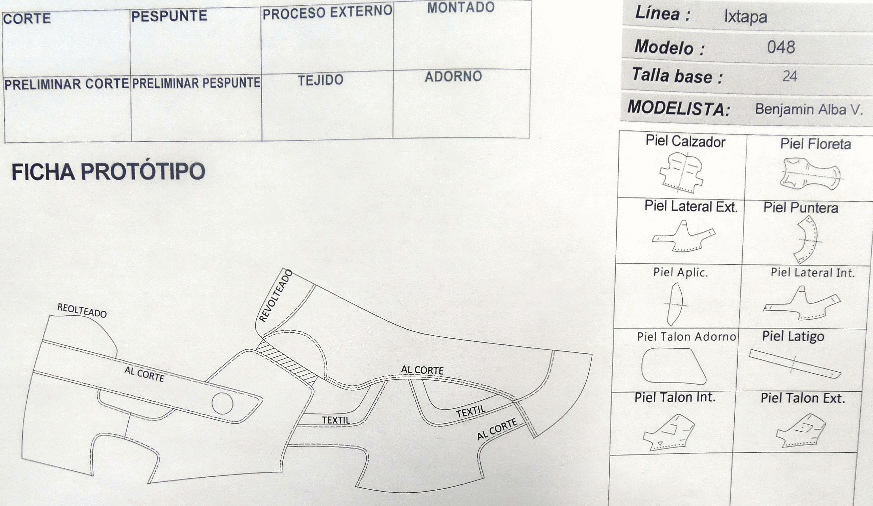 CORTE
PESPUNTE
PROCESO EXTERNO
MONTADO
PRELIMINAR CORTE
PRELIMINAR PESPUNTE
TEJIDO
ADORNO
Línea : Ixtapa
Modelo : 048
Talla base : 24
MODELISTA: Benjamin Alba V.
FICHA PROTÓTIPO
REOLTEADO
AL CORTE
REVOLTEADO
AL CORTE
TEXTIL
TEXTIL
AL CORTE
Piel Calzador
Piel Floreta
Piel Lateral Ext.
Piel Puntera
Piel Aplic.
Piel Lateral Int.
Piel Talon Adorno
Piel Latigo
Piel Talon Int.
Piel Talon Ext.